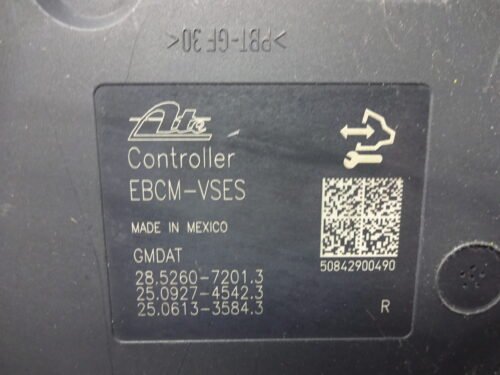 >PBT-GF30<
Ate
Controller
EBCM-VSES
MADE IN MEXICO
GMDAT
28.5260-7201.3
25.0927-4542.3
25.0613-3584.3
50842900490
R